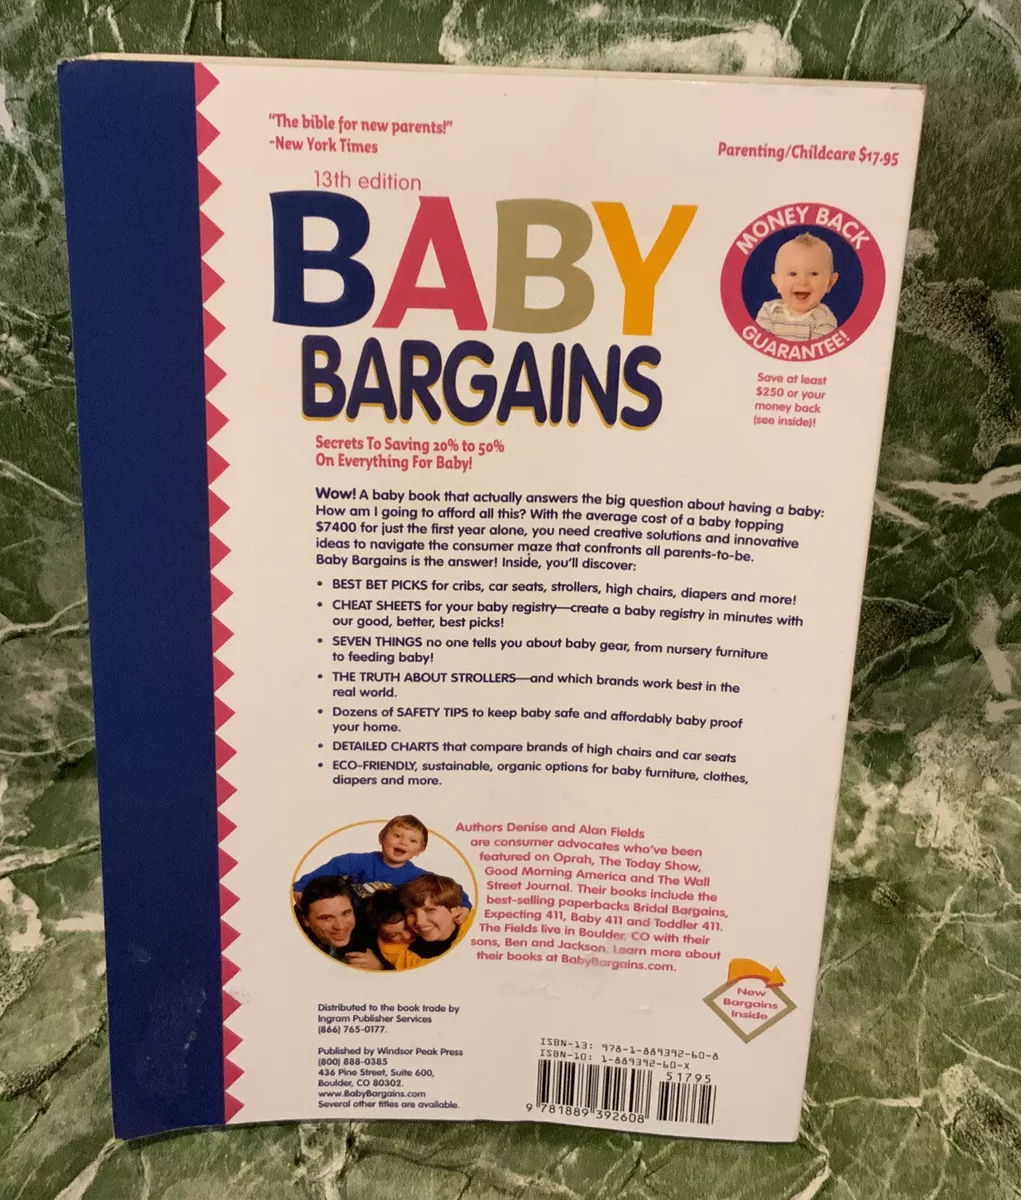 "The bible for new parents!"
-New York Times
Parenting/Childcare $17.95
13th edition
BABY
BARGAINS
MONEY BACK
GUARANTEE!
Save at least
$250 or your
money back
(see inside)!
Secrets To Saving 20% to 50%
On Everything For Baby!
Wow! A baby book that actually answers the big question about having a baby:
How am I going to afford all this? With the average cost of a baby topping
$7400 for just the first year alone, you need creative solutions and innovative
ideas to navigate the consumer maze that confronts all parents-to-be.
Baby Bargains is the answer! Inside, you'll discover:
• BEST BET PICKS for cribs, car seats, strollers, high chairs, diapers and more!
• CHEAT SHEETS for your baby registry—create a baby registry in minutes with
our good, better, best picks!
• SEVEN THINGS no one tells you about baby gear, from nursery furniture
to feeding baby!
• THE TRUTH ABOUT STROLLERS—and which brands work best in the
real world.
• Dozens of SAFETY TIPS to keep baby safe and affordably baby proof
your home.
• DETAILED CHARTS that compare brands of high chairs and car seats
• ECO-FRIENDLY, sustainable, organic options for baby furniture, clothes,
diapers and more.
Authors Denise and Alan Fields
are consumer advocates who've been
featured on Oprah, The Today Show,
Good Morning America and The Wall
Street Journal. Their books include the
best-selling paperbacks Bridal Bargains,
Expecting 411, Baby 411 and Toddler 411.
The Fields live in Boulder, CO with their
sons, Ben and Jackson. Learn more about
their books at BabyBargains.com.
New
Bargains
Inside
Distributed to the book trade by
Ingram Publisher Services
(866) 765-0177.
Published by Windsor Peak Press
(800) 888-0385
436 Pine Street, Suite 600,
Boulder, CO 80302.
www.BabyBargains.com
Several other titles are available.
ISBN-13: 978-1-889392-60-8
ISBN-10: 1-889392-60-X
51795
9 781889 392608